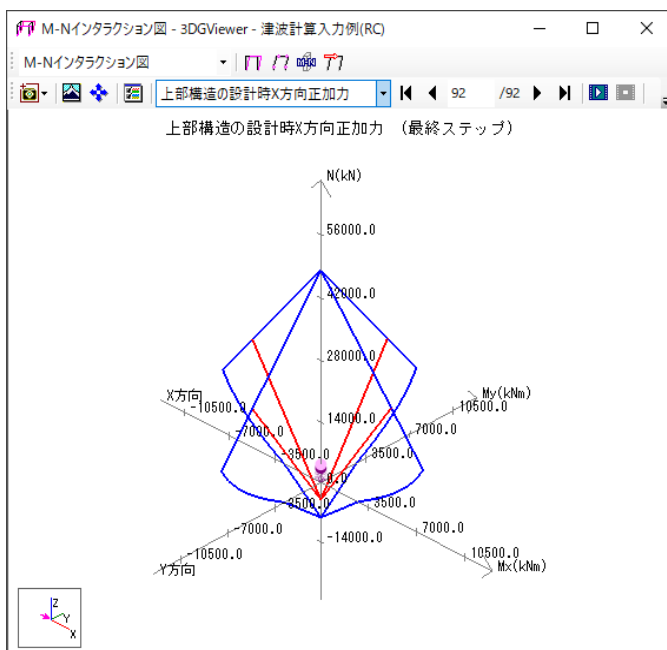 M-Nインタラクション図 - 3DGViewer - 津波計算入力例(RC)
M-Nインタラクション図
上部構造の設計時X方向正加力 92 /92
上部構造の設計時X方向正加力 (最終ステップ)
N(kN)
56000.0
42000.0
28000.0
X方向
My(kNm)
-10500.0
10500.0
14000.0
-7000.0
7000.0
-3500.0
3500.0
0.0
3500.0
3500.0
-7000.0
7000.0
-14000.0
-10500.0
10500.0
Y方向
Mx(kNm)
Z
Y
X